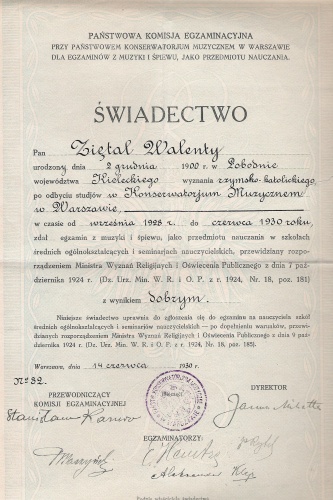 PAŃSTWOWA KOMISJA EGZAMINACYJNA
PRZY PAŃSTWOWEM KONSERWATORJUM MUZYCZNEM W WARSZAWIE
DLA EGZAMINÓW Z MUZYKI I ŚPIEWU, JAKO PRZEDMIOTU NAUCZANIA.
ŚWIADECTWO
Pan Ziętal Walenty
urodzony dnia 2 grudnia 1900 r. w Pobodnie
województwa Kieleckiego wyznania rzymsko-katolickiego,
po odbyciu studjów w Konserwatorjum Muzycznem
w Warszawie,
w czasie od września 1928 r. do czerwca 1930 roku,
zdał egzamin z muzyki i śpiewu, jako przedmiotu nauczania w szkołach
średnich ogólnokształcących i seminarjach nauczycielskich, przewidziany rozpo-
rządzeniem Ministra Wyznań Religijnych i Oświecenia Publicznego z dnia 7 paź-
dziernika 1924 r. (Dz. Urz. Min. W. R. i O. P. z r. 1924, Nr. 18, poz. 181)
z wynikiem dobrym.
Niniejsze świadectwo uprawnia do zgłoszenia się do egzaminu na nauczyciela szkół
średnich ogólnokształcących i seminarjów nauczycielskich — po dopełnieniu warunków, przewi-
dzianych rozporządzeniem Ministra Wyznań Religijnych i Oświecenia Publicznego z dnia 9 paź-
dziernika 1924 r. (Dz. Urz. Min. W. R. i O. P. z r. 1924, Nr. 18, poz. 185).
Warszawa, dnia 14 czerwca 1930 r.
№ 32.
PRZEWODNICZĄCY
KOMISJI EGZAMINACYJNEJ
DYREKTOR
Stanisław
EGZAMINATORZY:
Aleksander